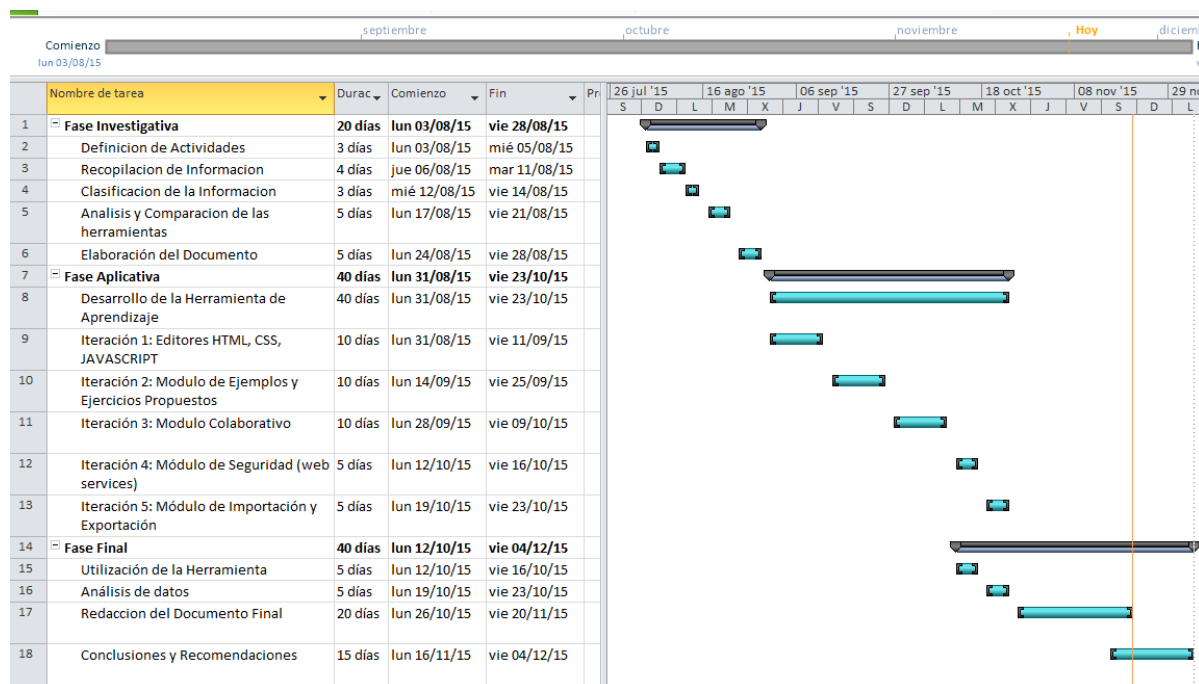 septiembre octubre noviembre Hoy diciem
Comienzo
lun 03/08/15
Nombre de tarea Durac Comienzo Fin Pr 26 jul '15 16 ago '15 06 sep '15 27 sep '15 18 oct '15 08 nov '15 29 n
S D L M X J V S D L M X J V S D L
1 Fase Investigativa 20 días lun 03/08/15 vie 28/08/15
2 Definicion de Actividades 3 días lun 03/08/15 mié 05/08/15
3 Recopilacion de Informacion 4 días jue 06/08/15 mar 11/08/15
4 Clasificacion de la Informacion 3 días mié 12/08/15 vie 14/08/15
5 Analisis y Comparacion de las 5 días lun 17/08/15 vie 21/08/15
herramientas
6 Elaboración del Documento 5 días lun 24/08/15 vie 28/08/15
7 Fase Aplicativa 40 días lun 31/08/15 vie 23/10/15
8 Desarrollo de la Herramienta de 40 días lun 31/08/15 vie 23/10/15
Aprendizaje
9 Iteración 1: Editores HTML, CSS, 10 días lun 31/08/15 vie 11/09/15
JAVASCRIPT
10 Iteración 2: Modulo de Ejemplos y 10 días lun 14/09/15 vie 25/09/15
Ejercicios Propuestos
11 Iteración 3: Modulo Colaborativo 10 días lun 28/09/15 vie 09/10/15
12 Iteración 4: Módulo de Seguridad (web 5 días lun 12/10/15 vie 16/10/15
services)
13 Iteración 5: Módulo de Importación y 5 días lun 19/10/15 vie 23/10/15
Exportación
14 Fase Final 40 días lun 12/10/15 vie 04/12/15
15 Utilización de la Herramienta 5 días lun 12/10/15 vie 16/10/15
16 Análisis de datos 5 días lun 19/10/15 vie 23/10/15
17 Redaccion del Documento Final 20 días lun 26/10/15 vie 20/11/15
18 Conclusiones y Recomendaciones 15 días lun 16/11/15 vie 04/12/15